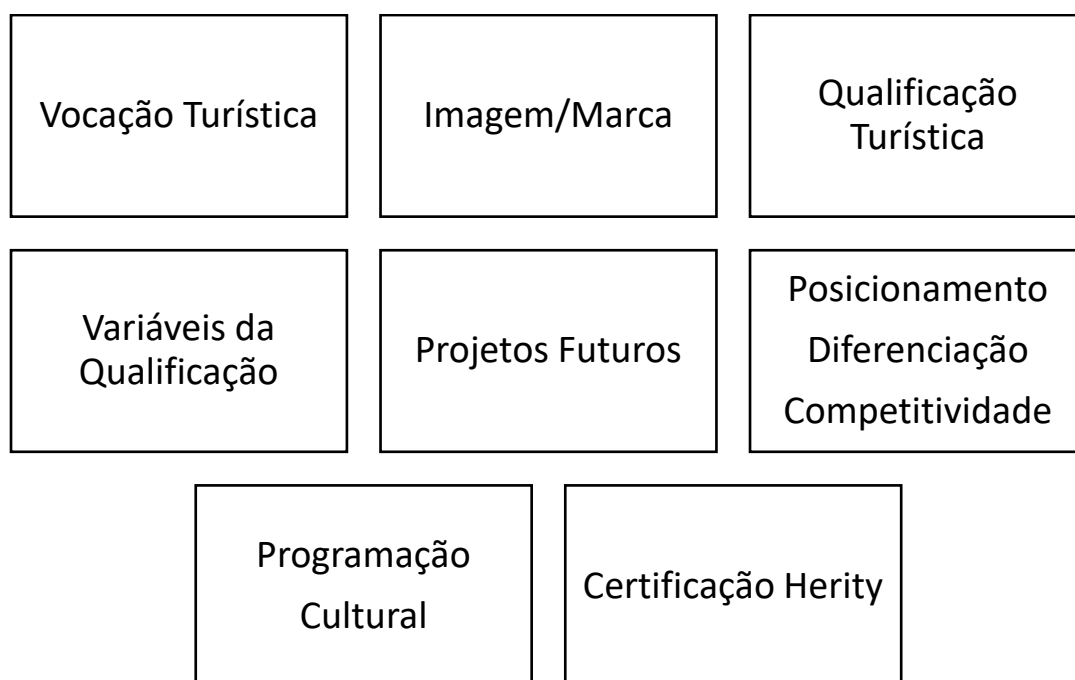 Vocação Turística
Imagem/Marca
Qualificação
Turística
Variáveis da
Qualificação
Projetos Futuros
Posicionamento
Diferenciação
Competitividade
Programação
Cultural
Certificação Herity